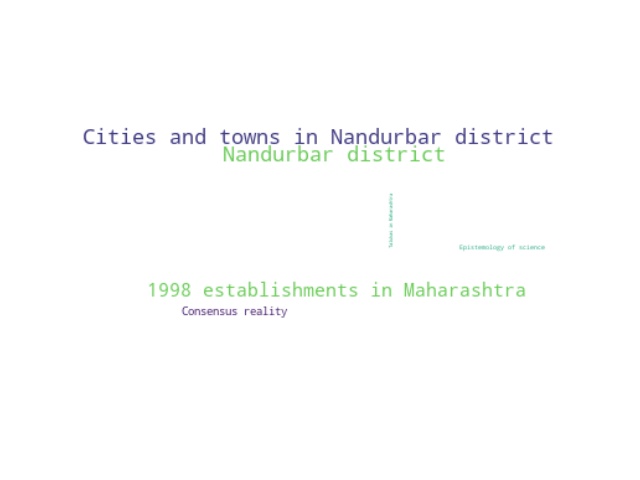 Cities and towns in Nandurbar district
Nandurbar district
Talukas in Maharashtra
Epistemology of science
1998 establishments in Maharashtra
Consensus reality